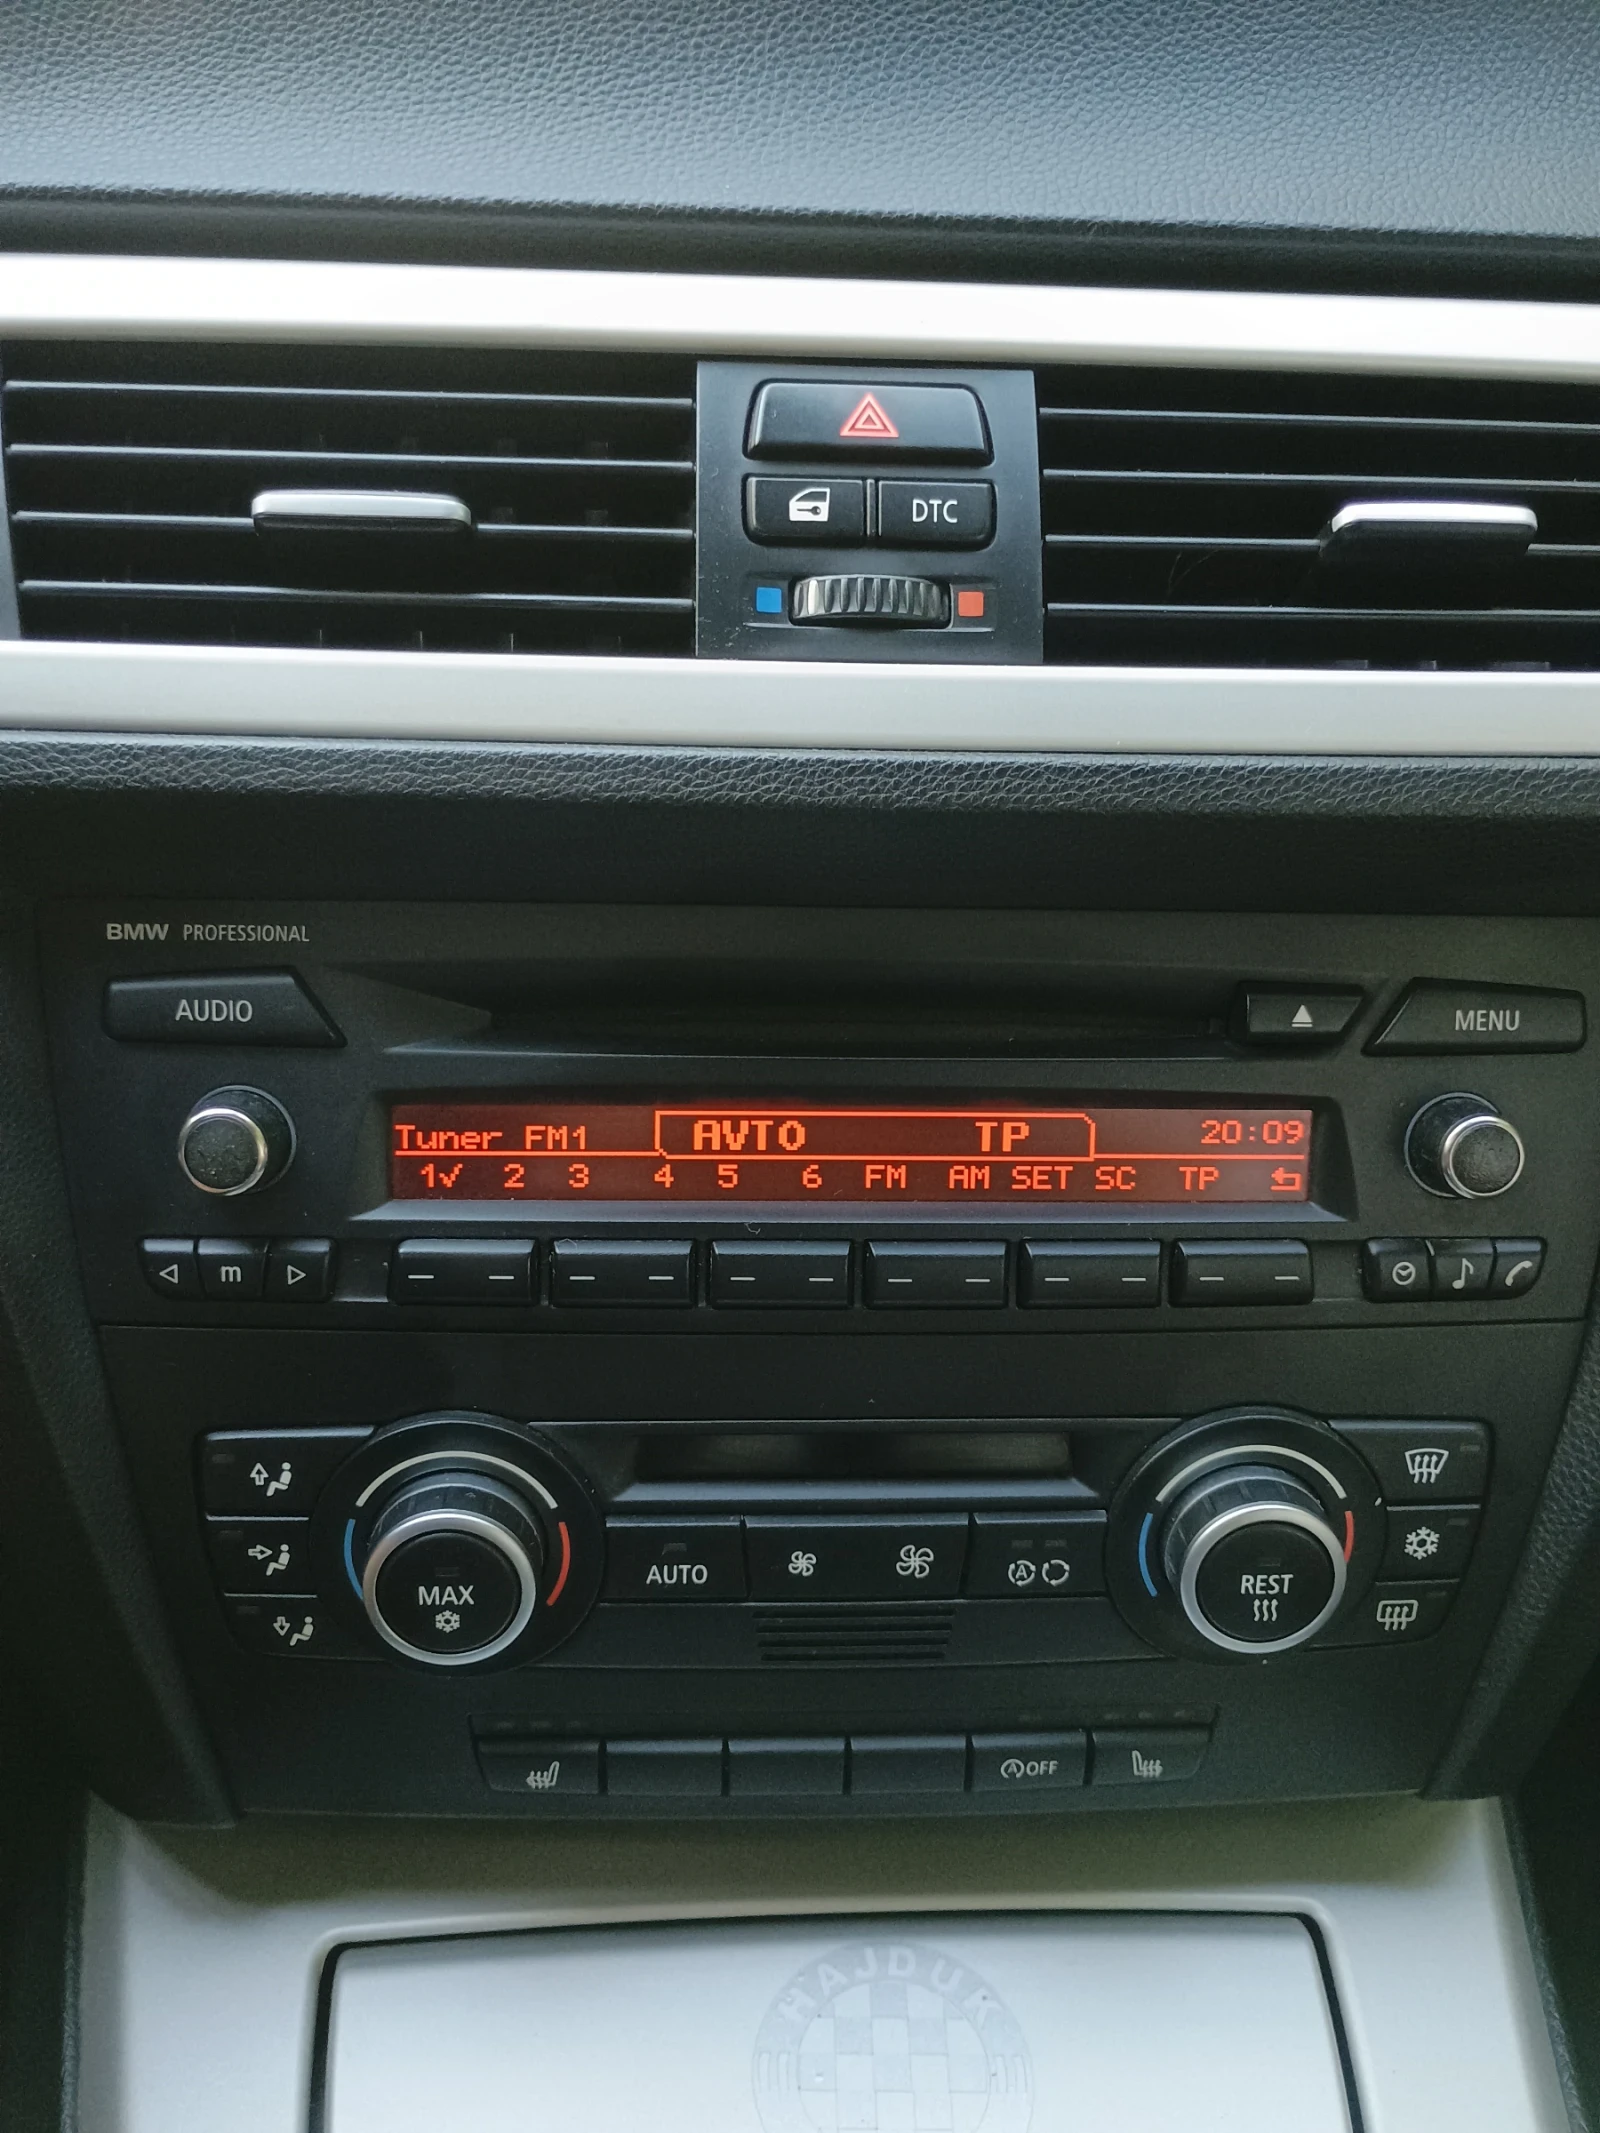 DTC
BMW PROFESSIONAL
AUDIO
MENU
Tuner FM1 AVTO TP 20:09
1✓ 2 3 4 5 6 FM AM SET SC TP
m
AUTO
A
MAX
REST
A OFF
HAJDUK